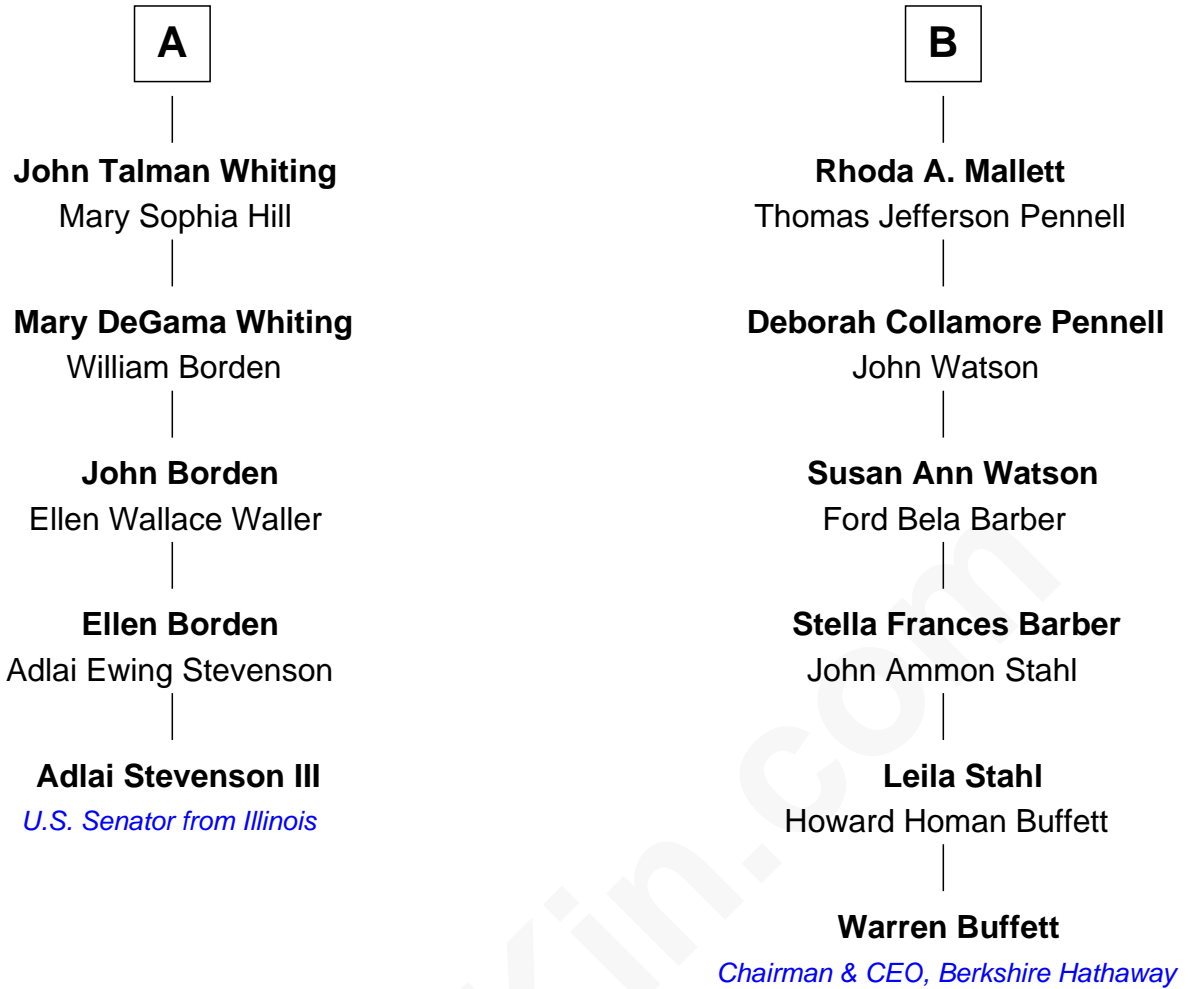 A
John Talman Whiting
Mary Sophia Hill
Mary DeGama Whiting
William Borden
John Borden
Ellen Wallace Waller
Ellen Borden
Adlai Ewing Stevenson
Adlai Stevenson III
U.S. Senator from Illinois
B
Rhoda A. Mallett
Thomas Jefferson Pennell
Deborah Collamore Pennell
John Watson
Susan Ann Watson
Ford Bela Barber
Stella Frances Barber
John Ammon Stahl
Leila Stahl
Howard Homan Buffett
Warren Buffett
Chairman & CEO, Berkshire Hathaway
Kin.com